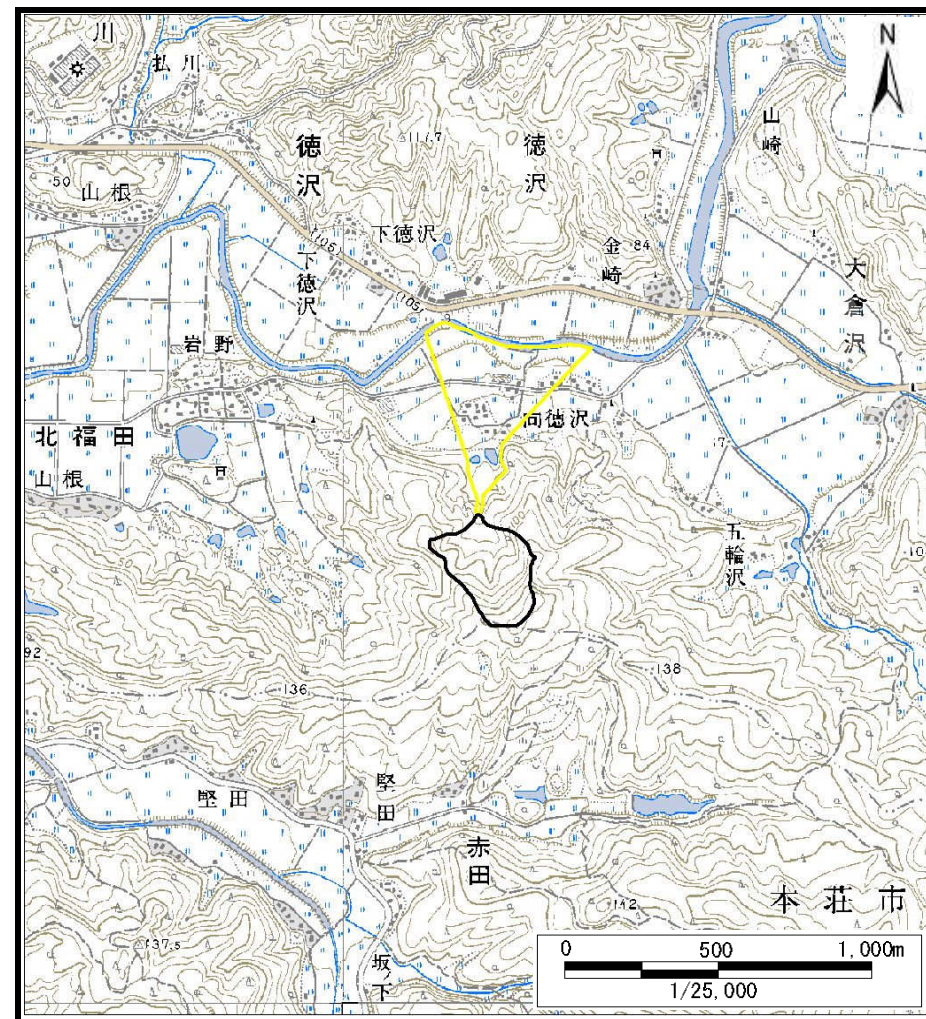 川
払川
N
山崎
徳沢
117.7
徳沢
50
山根
下徳沢
金崎
84
(105)
下徳沢
(105)
大倉沢
岩野
向徳沢
北福田
山根
17
五輪沢
92
136
138
堅田
堅田
赤田
本荘市
142
137.5
坂ノ下
0 500 1,000m
1/25,000